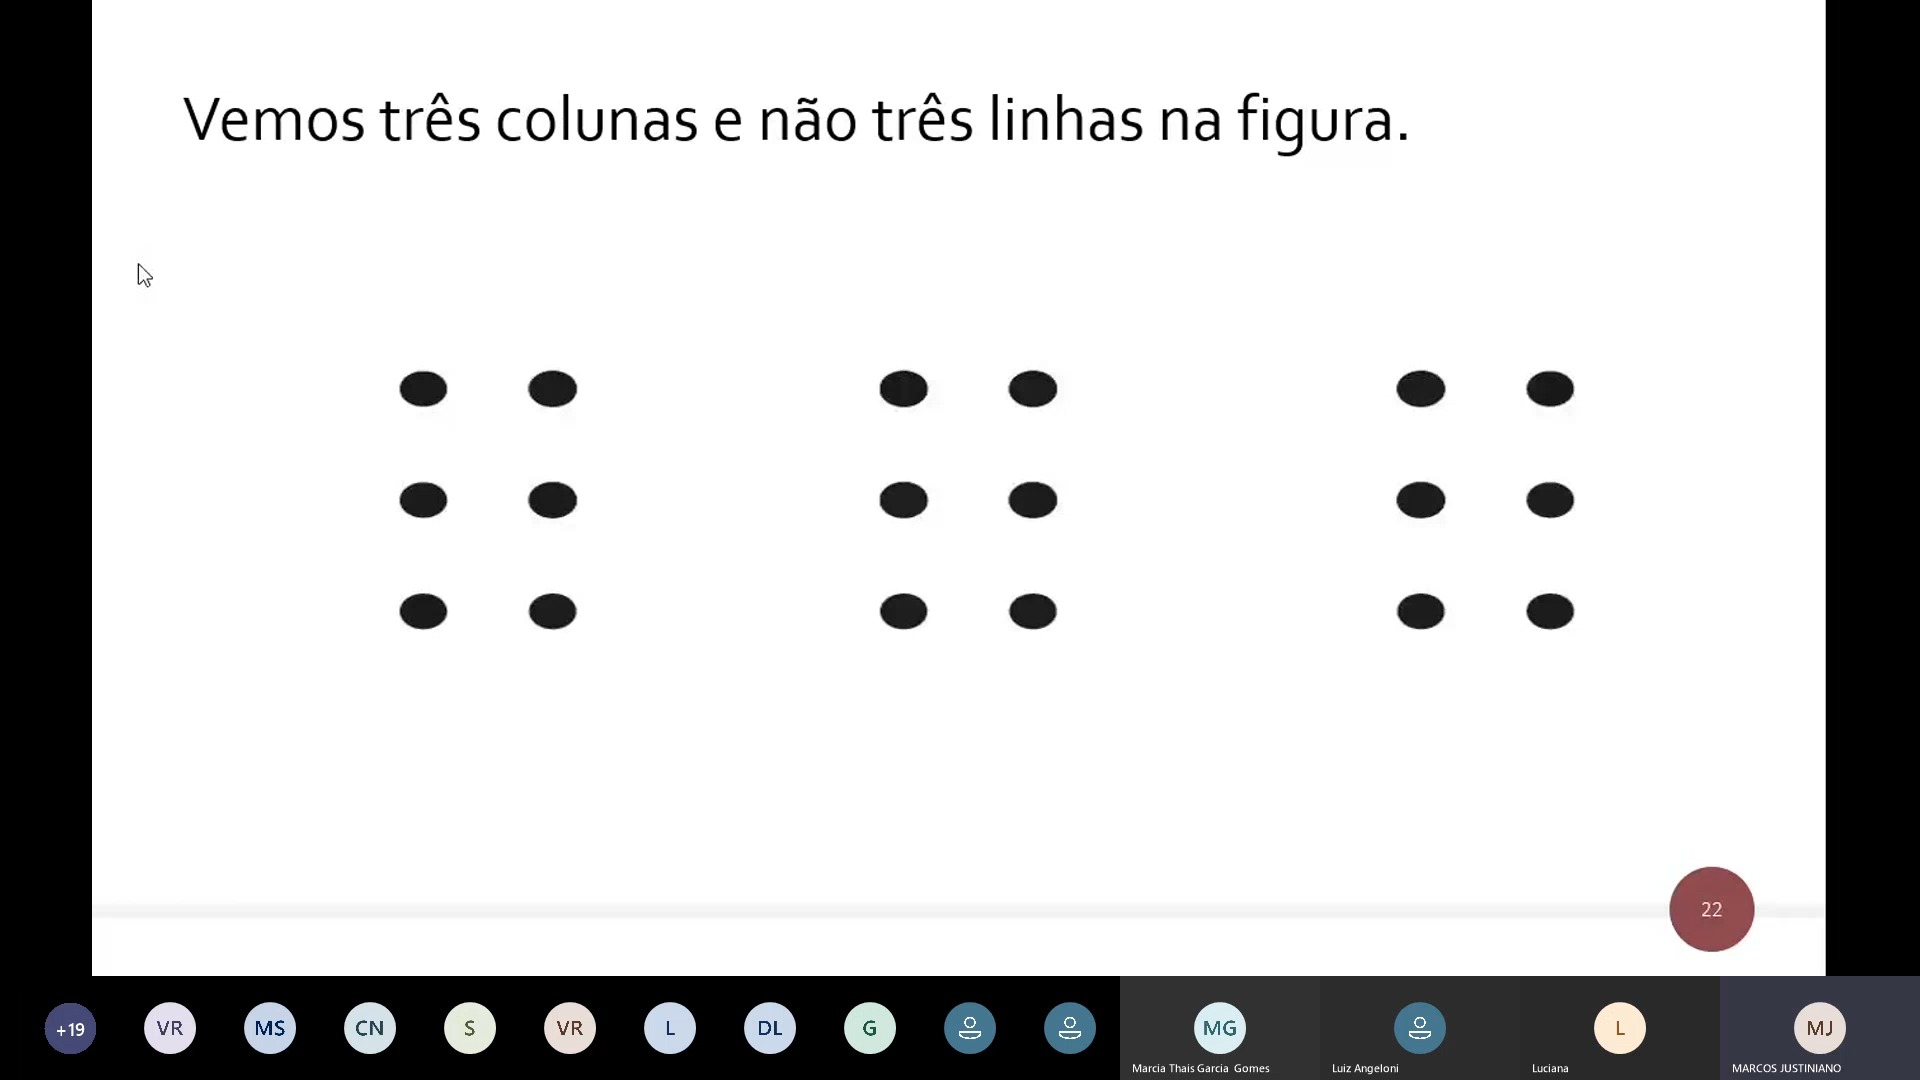 Vemos três colunas e não três linhas na figura.
22
+19
VR
MS
CN
S
VR
L
DL
G
MG
L
MJ
Marcia Thais Garcia Gomes
Luiz Angeloni
Luciana
MARCOS JUSTINIANO